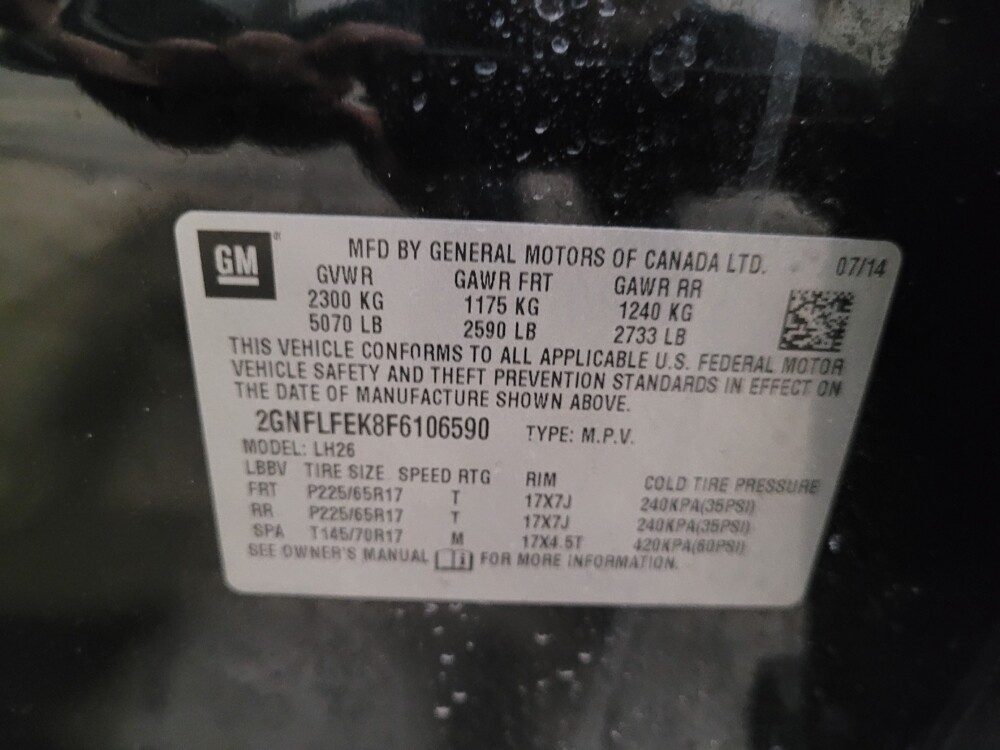 GM ®
MFD BY GENERAL MOTORS OF CANADA LTD. 07/14
GVWR GAWR FRT GAWR RR
2300 KG 1175 KG 1240 KG
5070 LB 2590 LB 2733 LB
THIS VEHICLE CONFORMS TO ALL APPLICABLE U.S. FEDERAL MOTOR
VEHICLE SAFETY AND THEFT PREVENTION STANDARDS IN EFFECT ON
THE DATE OF MANUFACTURE SHOWN ABOVE.
2GNFLFEK8F6106590 TYPE: M.P.V.
MODEL: LH26
LBBV TIRE SIZE SPEED RTG RIM COLD TIRE PRESSURE
FRT P225/65R17 T 17X7J 240KPA(35PSI)
RR P225/65R17 T 17X7J 240KPA(35PSI)
SPA T145/70R17 M 17X4.5T 420KPA(60PSI)
SEE OWNER'S MANUAL FOR MORE INFORMATION.